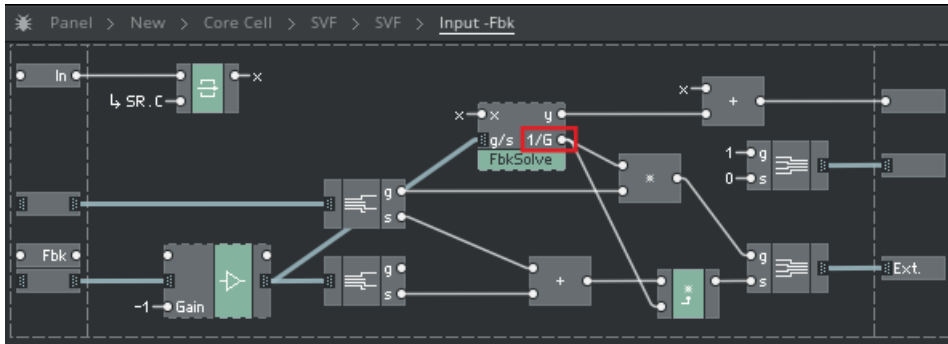 Panel > New > Core Cell > SVF > SVF > Input -Fbk
In
x
SR.C
x
+
x x y
g/s 1/G
FbkSolve
1 g
0 s
*
g
s
Fbk
-1 Gain
g
s
+
*
g
s
Ext.